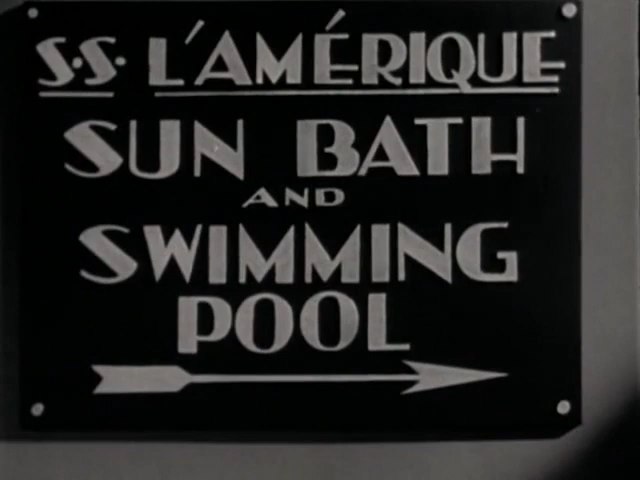 S·S· L'AMÉRIQUE
SUN BATH
AND
SWIMMING
POOL